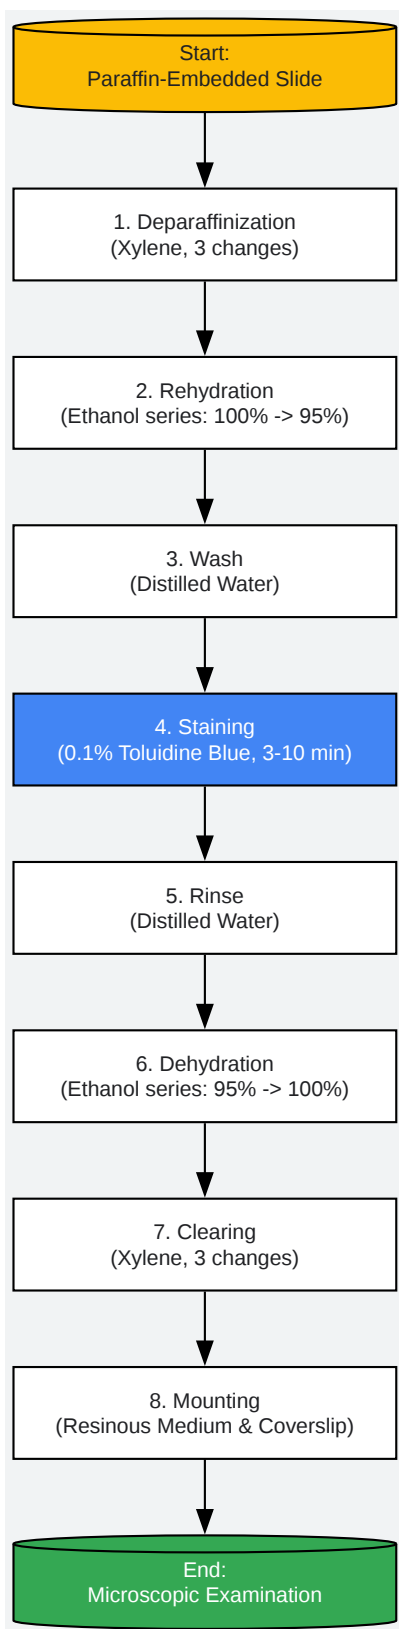 Start:
Paraffin-Embedded Slide
1. Deparaffinization
(Xylene, 3 changes)
2. Rehydration
(Ethanol series: 100% -> 95%)
3. Wash
(Distilled Water)
4. Staining
(0.1% Toluidine Blue, 3-10 min)
5. Rinse
(Distilled Water)
6. Dehydration
(Ethanol series: 95% -> 100%)
7. Clearing
(Xylene, 3 changes)
8. Mounting
(Resinous Medium & Coverslip)
End:
Microscopic Examination